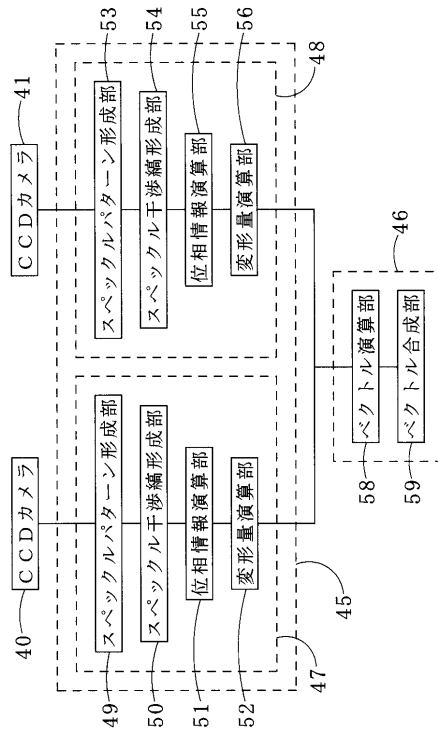 CCDカメラ
40
CCDカメラ
41
スペックルパターン形成部
49
スペックル干渉縞形成部
50
位相情報演算部
51
変形量演算部
52
47
45
スペックルパターン形成部
53
スペックル干渉縞形成部
54
位相情報演算部
55
変形量演算部
56
48
ベクトル演算部
58
ベクトル合成部
59
46